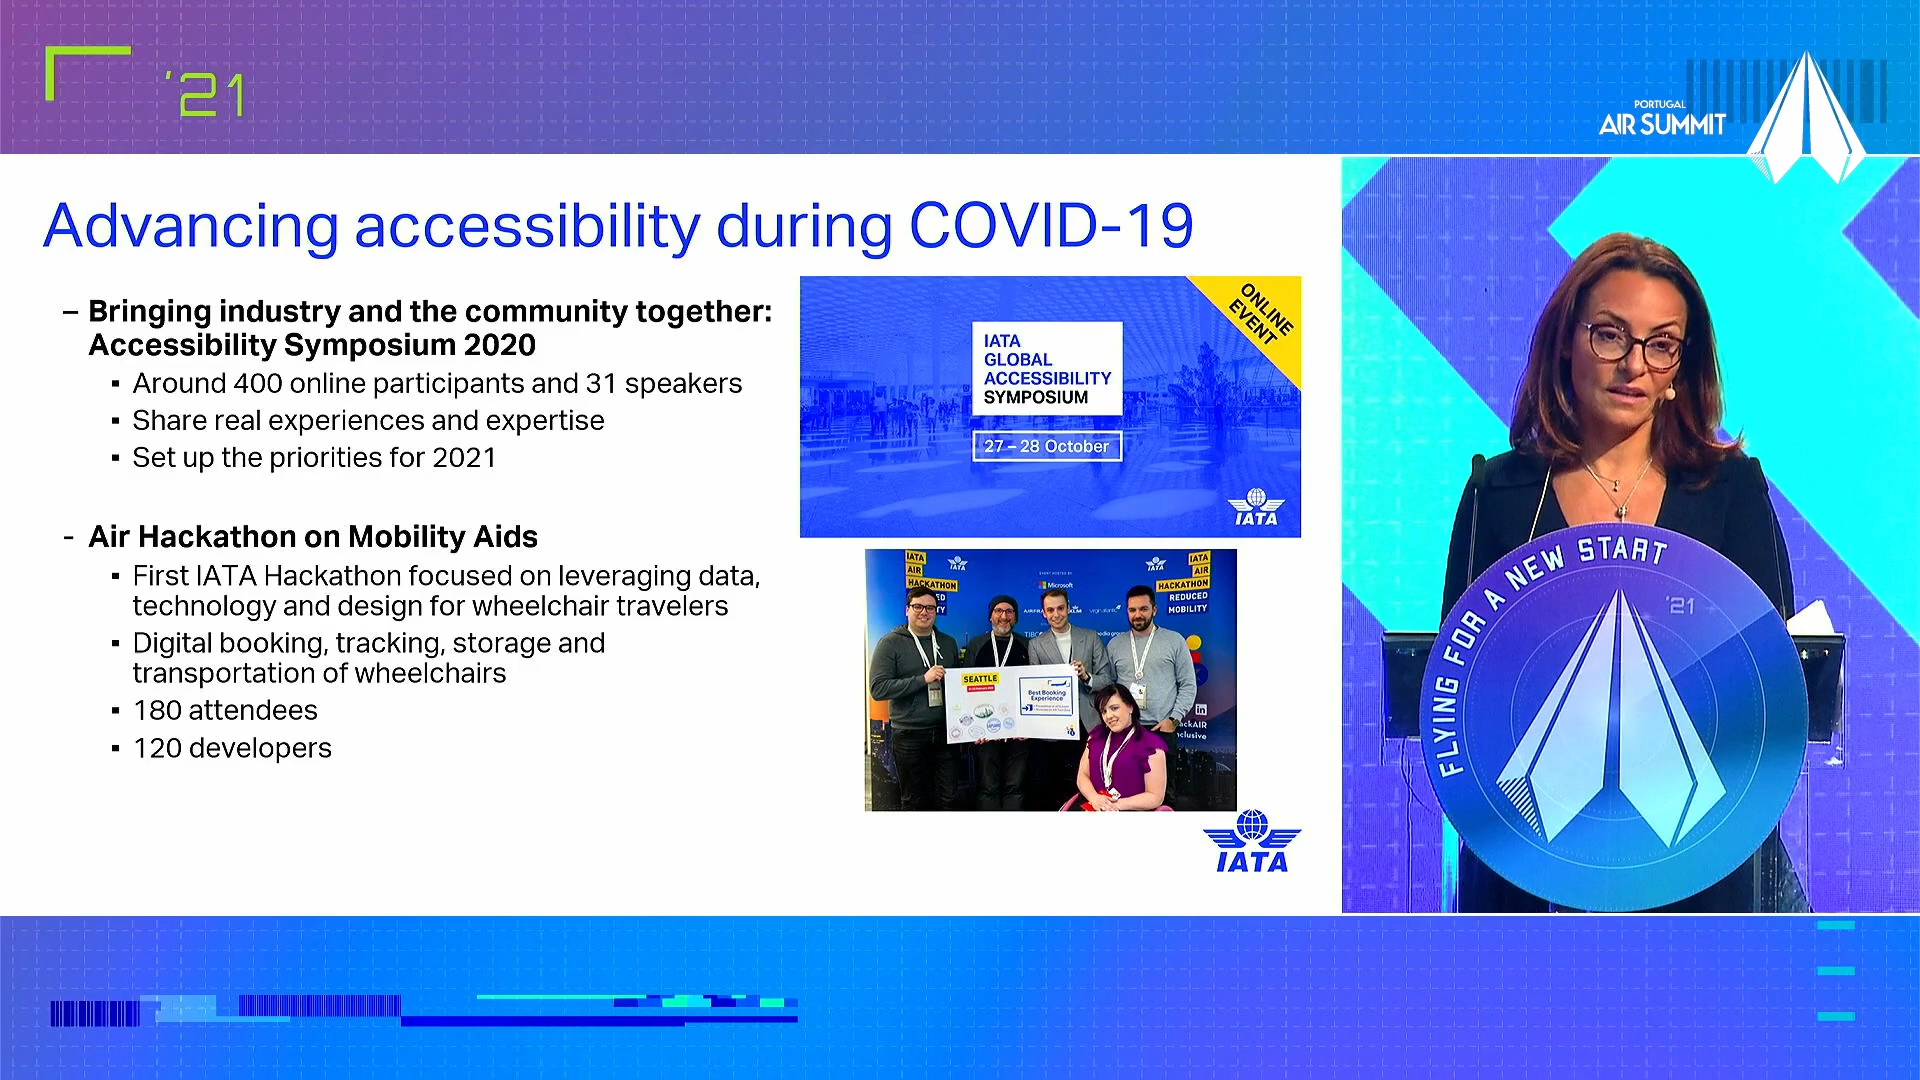 '21
PORTUGAL
AIR SUMMIT
Advancing accessibility during COVID-19
– Bringing industry and the community together:
Accessibility Symposium 2020
▪ Around 400 online participants and 31 speakers
▪ Share real experiences and expertise
▪ Set up the priorities for 2021
- Air Hackathon on Mobility Aids
▪ First IATA Hackathon focused on leveraging data,
technology and design for wheelchair travelers
▪ Digital booking, tracking, storage and
transportation of wheelchairs
▪ 180 attendees
▪ 120 developers
ONLINE
EVENT
IATA
GLOBAL
ACCESSIBILITY
SYMPOSIUM
27 – 28 October
IATA
IATA
AIR
HACKATHON
IATA
AIR
HACKATHON
REDUCED
MOBILITY
Microsoft
SEATTLE
Best Booking
Experience
IATA
FLYING FOR A NEW START
'21